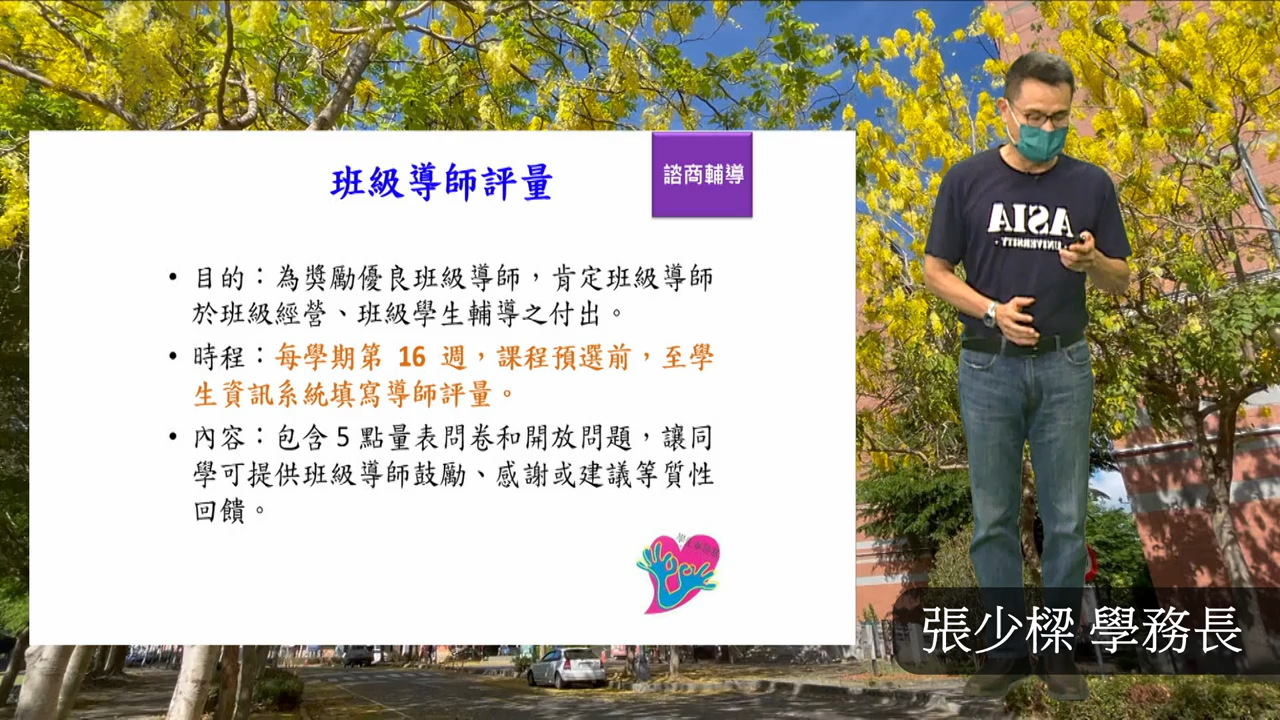 班級導師評量
諮商輔導
• 目的：為獎勵優良班級導師，肯定班級導師
於班級經營、班級學生輔導之付出。
• 時程：每學期第 16 週，課程預選前，至學
生資訊系統填寫導師評量。
• 內容：包含 5 點量表問卷和開放問題，讓同
學可提供班級導師鼓勵、感謝或建議等質性
回饋。
ASIA
UNIVERSITY
張少樑 學務長